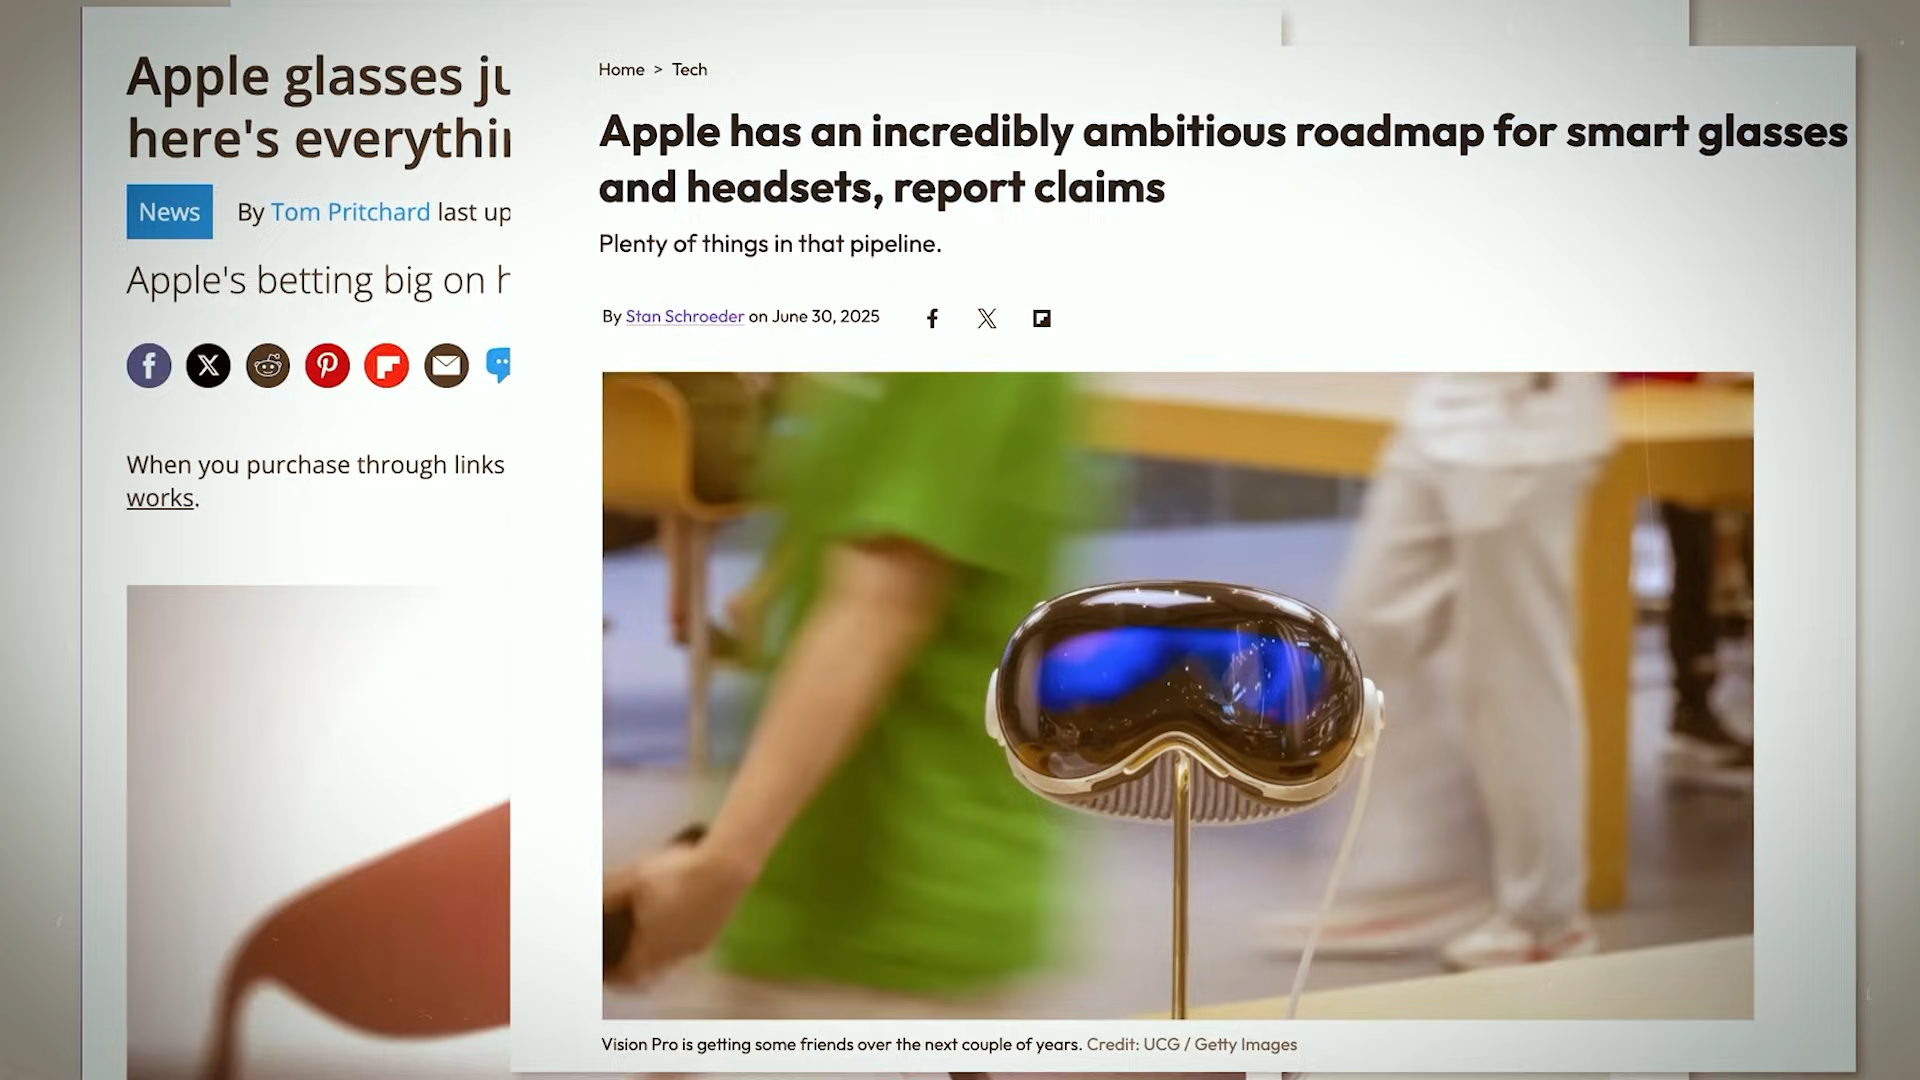 Apple glasses
here's
News
By Tom Pritchard last
Apple's betting big on
When you purchase through links
works.
Home > Tech
Apple has an incredibly ambitious roadmap for smart glasses
and headsets, report claims
Plenty of things in that pipeline.
By Stan Schroeder on June 30, 2025
Vision Pro is getting some friends over the next couple of years. Credit: UCG / Getty Images